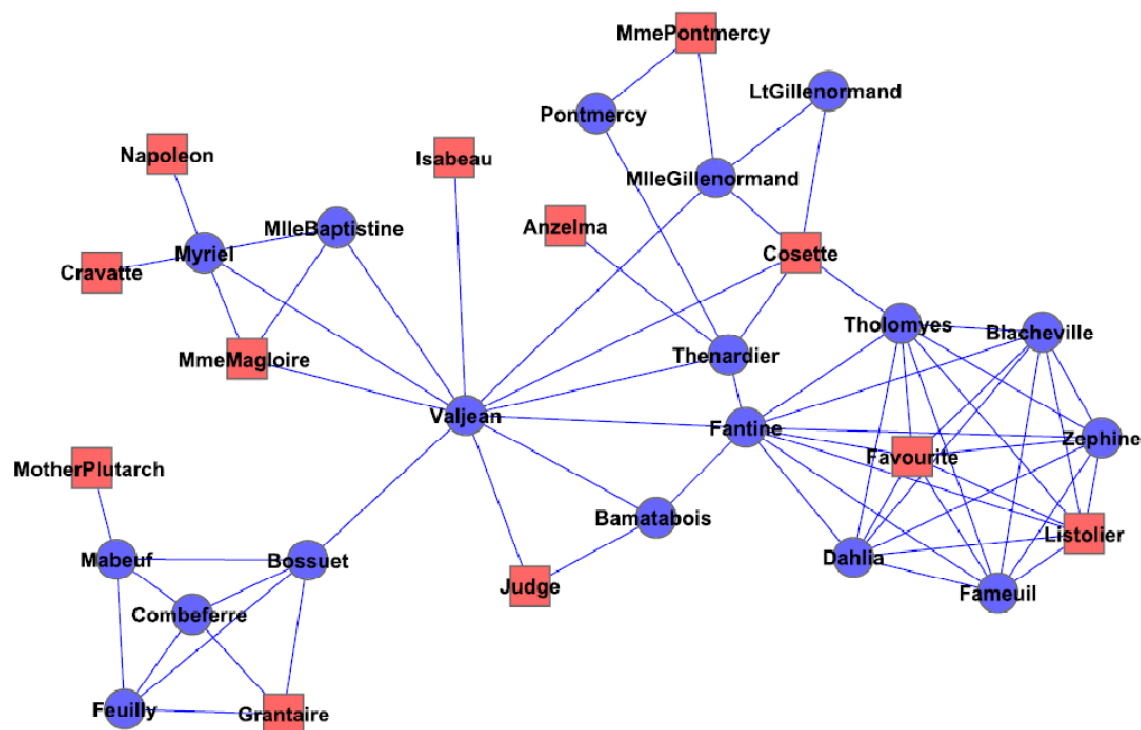 MmePontmercy
LtGillenormand
Pontmercy
Napoleon
Isabeau
MlleGillenormand
MlleBaptistine
Anzelma
Myriel
Cosette
Cravatte
Tholomyes
Blacheville
MmeMagloire
Thenardier
Valjean
Fantine
Zephine
Favourite
MotherPlutarch
Bamatabois
Listolier
Mabeuf
Bossuet
Dahlia
Judge
Fameuil
Combeferre
Feuilly
Grantaire